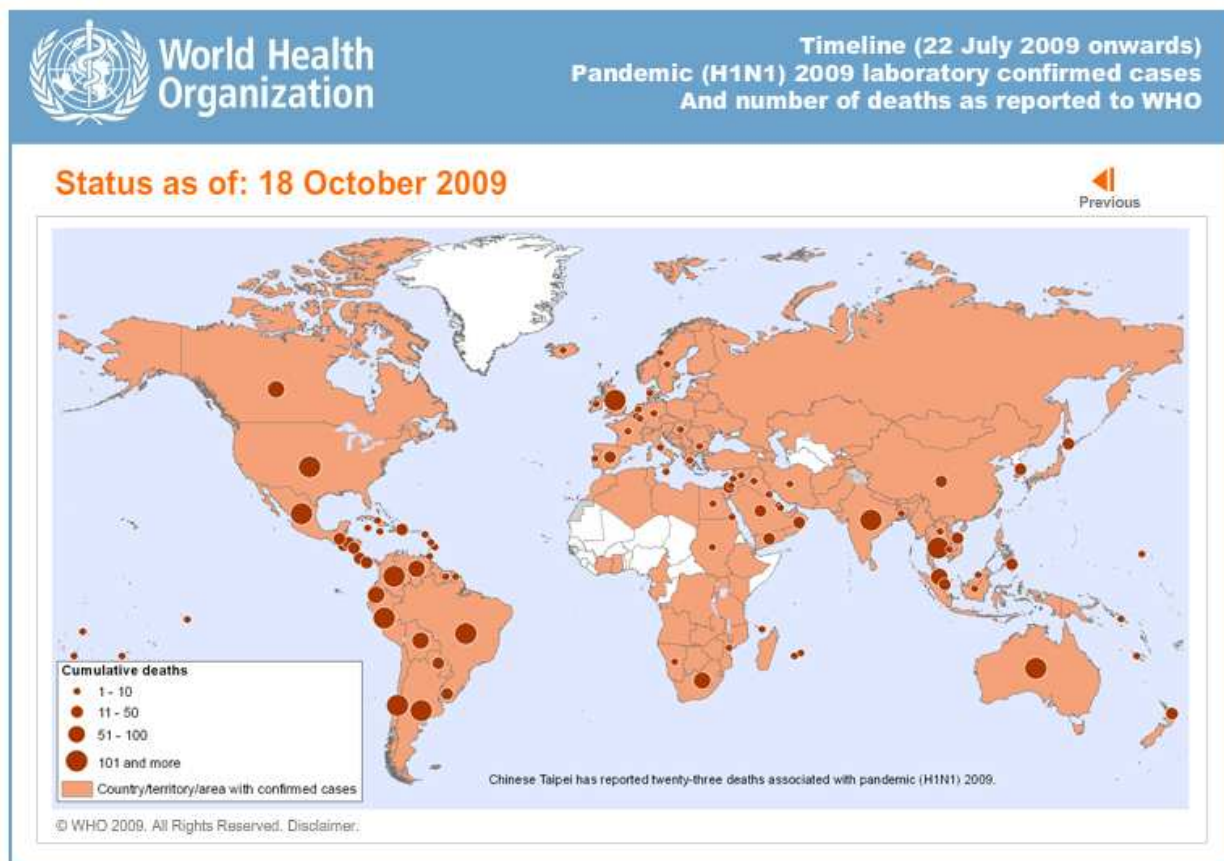 World Health
Organization
Timeline (22 July 2009 onwards)
Pandemic (H1N1) 2009 laboratory confirmed cases
And number of deaths as reported to WHO
Status as of: 18 October 2009
Previous
Cumulative deaths
1 - 10
11 - 50
51 - 100
101 and more
Country/territory/area with confirmed cases
Chinese Taipei has reported twenty-three deaths associated with pandemic (H1N1) 2009.
© WHO 2009. All Rights Reserved. Disclaimer.